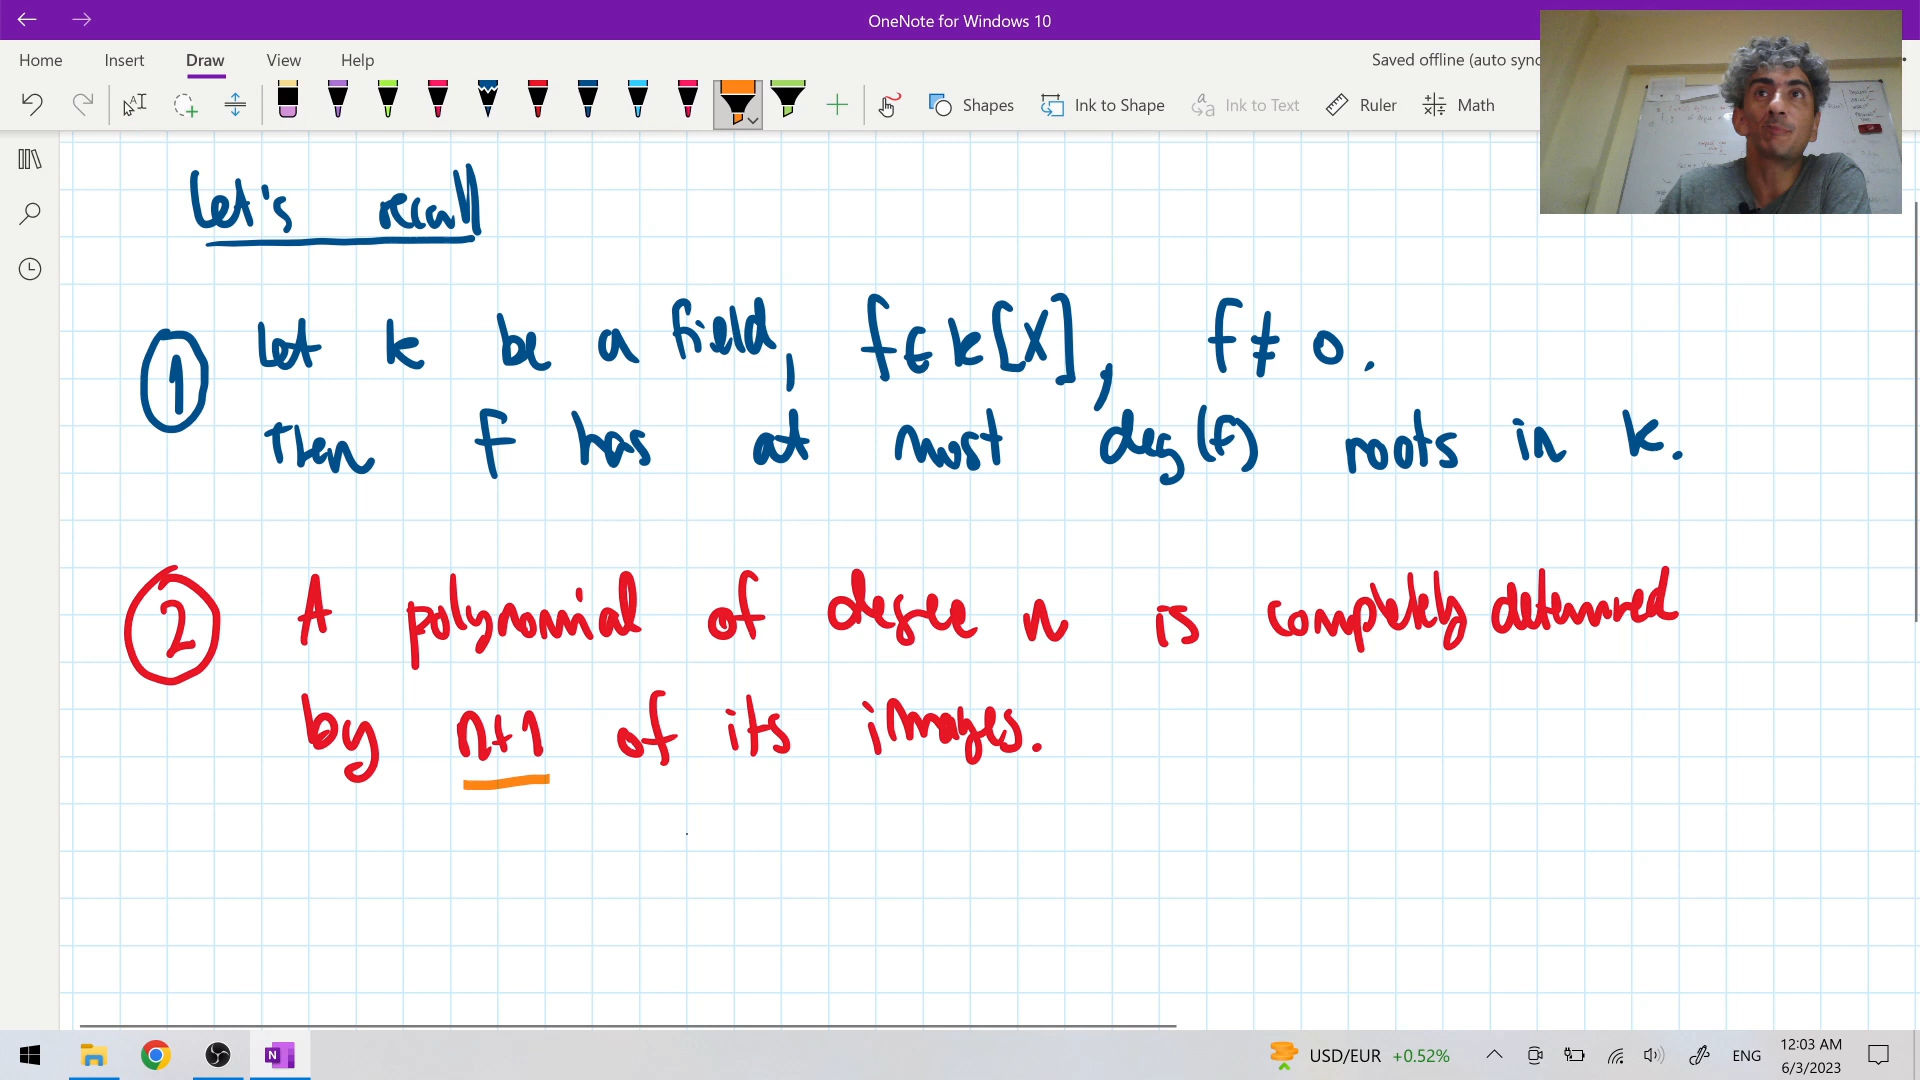 OneNote for Windows 10
Home Insert Draw View Help
Saved offline (auto sync
Shapes Ink to Shape Ink to Text Ruler Math
Let's recall
1 Let k be a field, f∈k[X], f≠0.
Then f has at most deg(f) roots in k.
2 A polynomial of degree n is completely determined
by n+1 of its images.
USD/EUR +0.52%
ENG
12:03 AM
6/3/2023